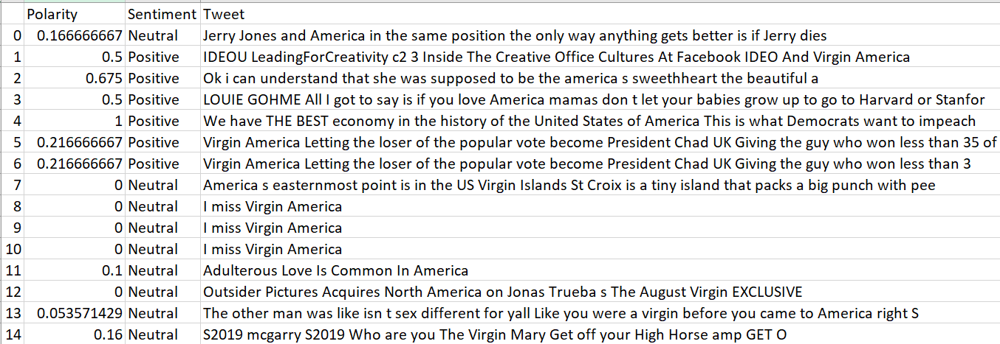 Polarity Sentiment Tweet
0 0.166666667 Neutral Jerry Jones and America in the same position the only way anything gets better is if Jerry dies
1 0.5 Positive IDEOU LeadingForCreativity c2 3 Inside The Creative Office Cultures At Facebook IDEO And Virgin America
2 0.675 Positive Ok i can understand that she was supposed to be the america s sweethheart the beautiful a
3 0.5 Positive LOUIE GOHME All I got to say is if you love America mamas don t let your babies grow up to go to Harvard or Stanfor
4 1 Positive We have THE BEST economy in the history of the United States of America This is what Democrats want to impeach
5 0.216666667 Positive Virgin America Letting the loser of the popular vote become President Chad UK Giving the guy who won less than 35 of
6 0.216666667 Positive Virgin America Letting the loser of the popular vote become President Chad UK Giving the guy who won less than 3
7 0 Neutral America s easternmost point is in the US Virgin Islands St Croix is a tiny island that packs a big punch with pee
8 0 Neutral I miss Virgin America
9 0 Neutral I miss Virgin America
10 0 Neutral I miss Virgin America
11 0.1 Neutral Adulterous Love Is Common In America
12 0 Neutral Outsider Pictures Acquires North America on Jonas Trueba s The August Virgin EXCLUSIVE
13 0.053571429 Neutral The other man was like isn t sex different for yall Like you were a virgin before you came to America right S
14 0.16 Neutral S2019 mcgarry S2019 Who are you The Virgin Mary Get off your High Horse amp GET O